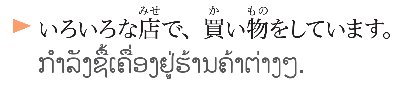 いろいろな店で、買い物をしています。
ກຳລັງຊື້ເຄື່ອງຢູ່ຮ້ານຄ້າຕ່າງໆ.